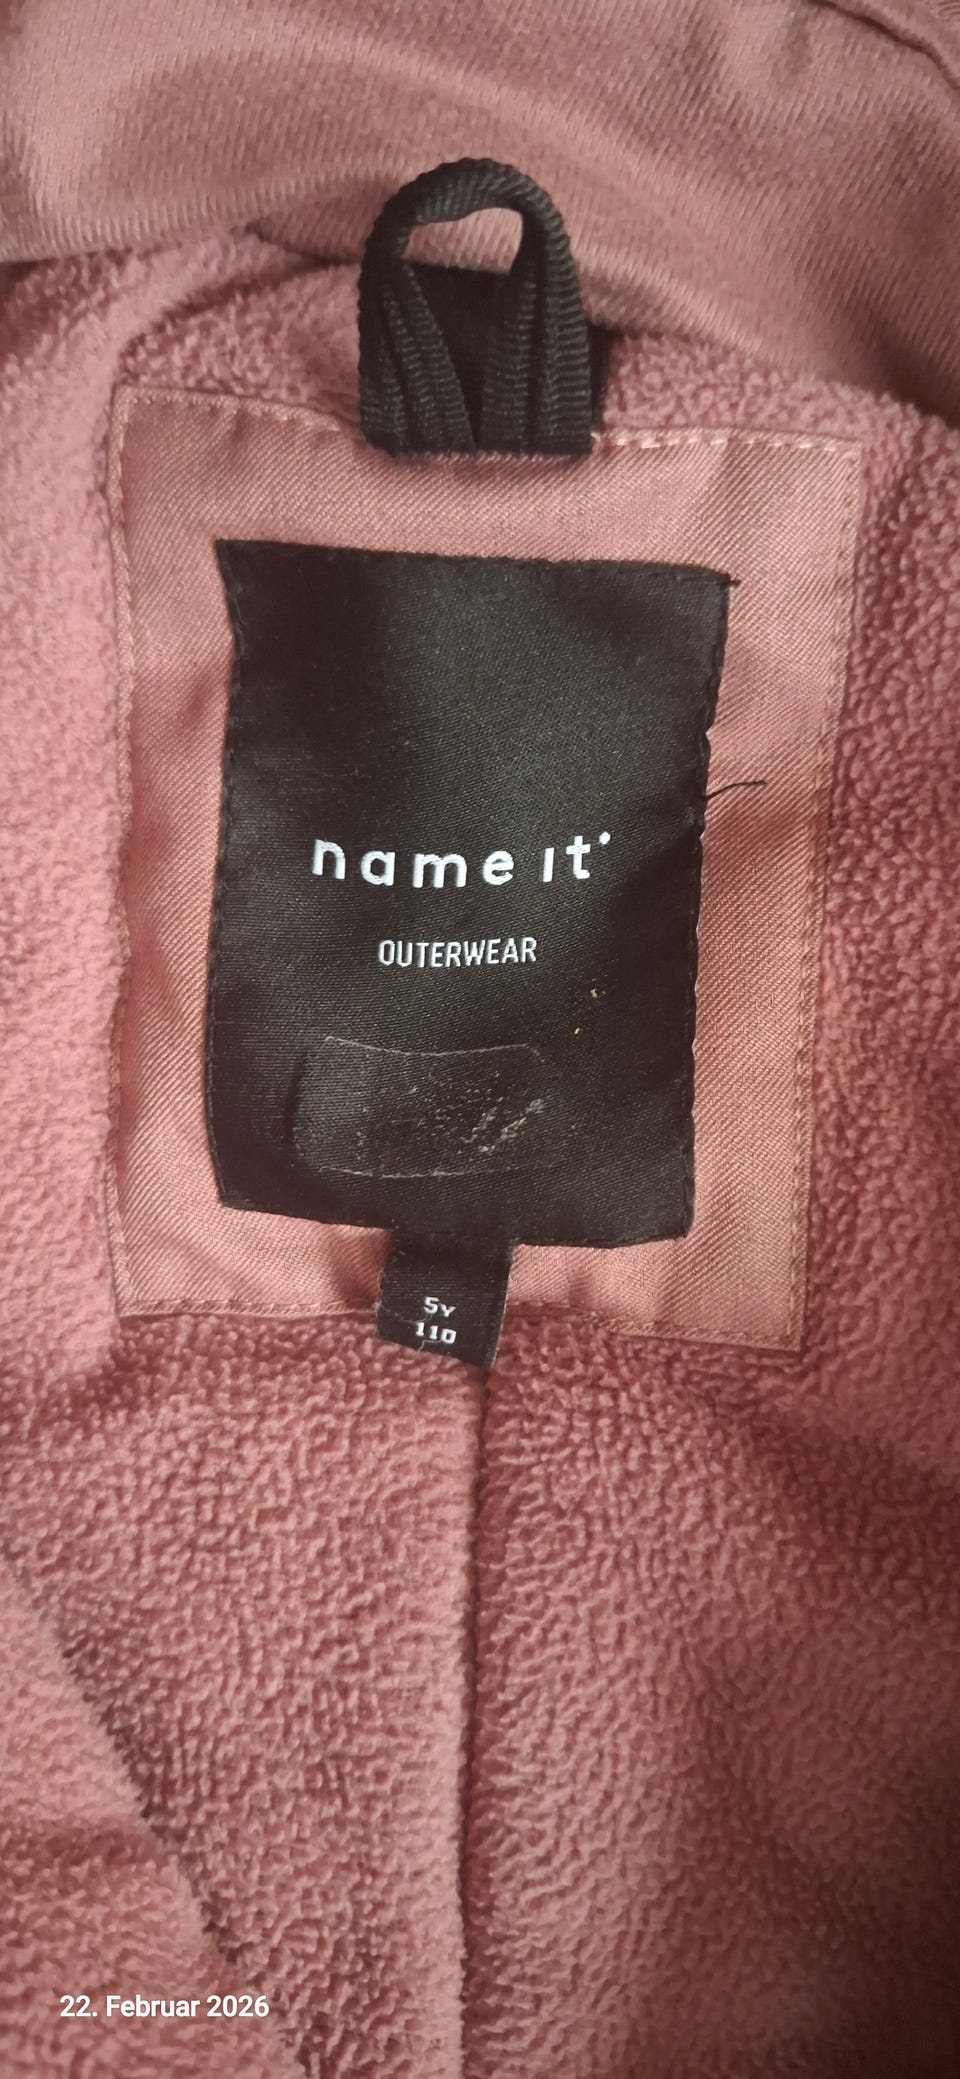 name it
OUTERWEAR
5Y
110
22. Februar 2026